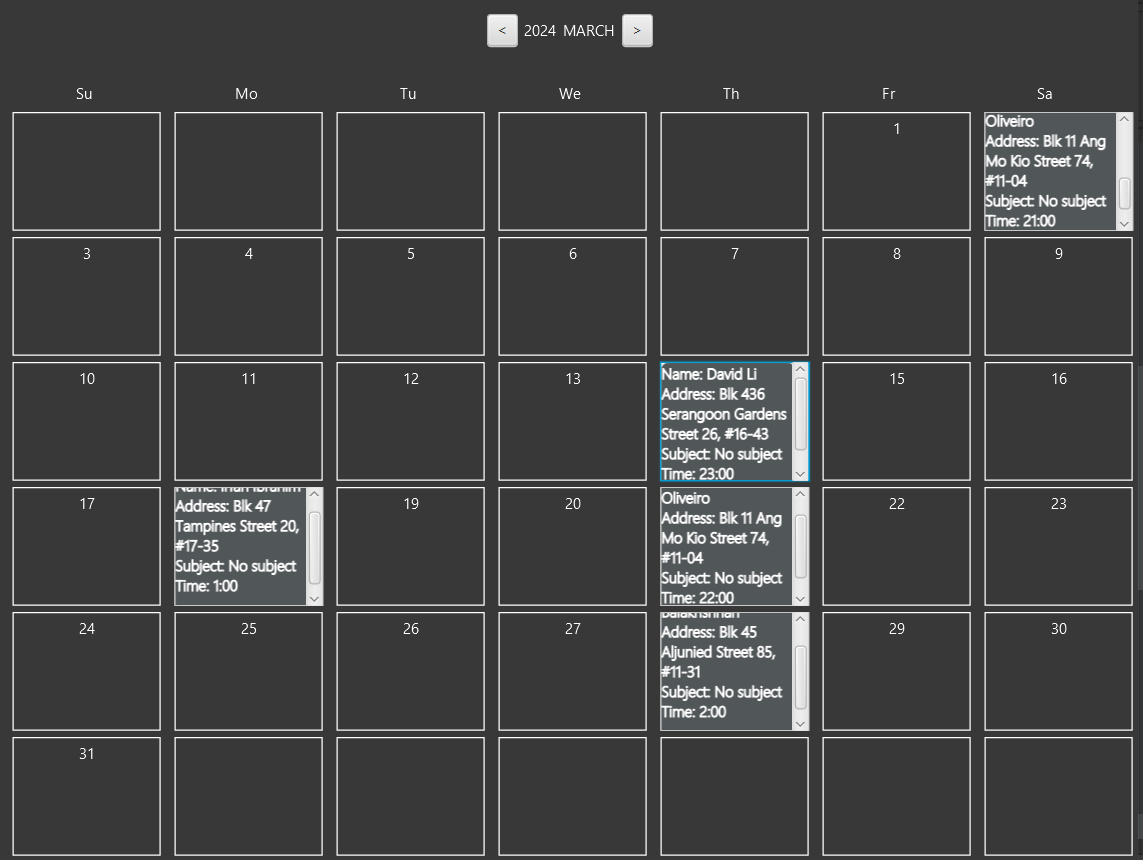 < 2024 MARCH >
Su Mo Tu We Th Fr Sa
1
Oliveiro
Address: Blk 11 Ang
Mo Kio Street 74,
#11-04
Subject: No subject
Time: 21:00
3 4 5 6 7 8 9
10 11 12 13
Name: David Li
Address: Blk 436
Serangoon Gardens
Street 26, #16-43
Subject: No subject
Time: 23:00
15 16
17
Name: Irfan Ibrahim
Address: Blk 47
Tampines Street 20,
#17-35
Subject: No subject
Time: 1:00
19 20
Oliveiro
Address: Blk 11 Ang
Mo Kio Street 74,
#11-04
Subject: No subject
Time: 22:00
22 23
24 25 26 27
Balakrishnan
Address: Blk 45
Aljunied Street 85,
#11-31
Subject: No subject
Time: 2:00
29 30
31